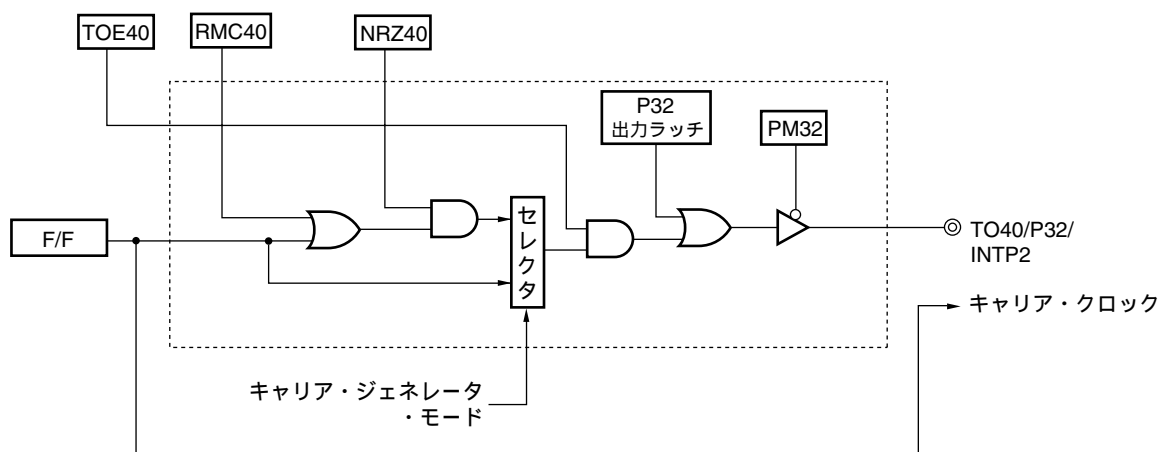 TOE40
RMC40
NRZ40
P32
出力ラッチ
PM32
F/F
セレクタ
TO40/P32/
INTP2
キャリア・クロック
キャリア・ジェネレータ
・モード